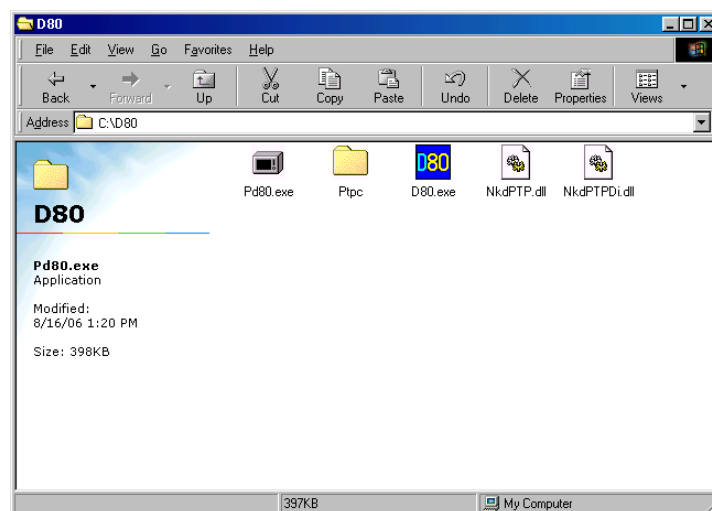 D80
File Edit View Go Favorites Help
Back Forward Up Cut Copy Paste Undo Delete Properties Views
Address C:\D80
D80
Pd80.exe Ptpc D80.exe NkdPTP.dll NkdPTPDi.dll
D80
Pd80.exe
Application
Modified:
8/16/06 1:20 PM
Size: 398KB
397KB My Computer